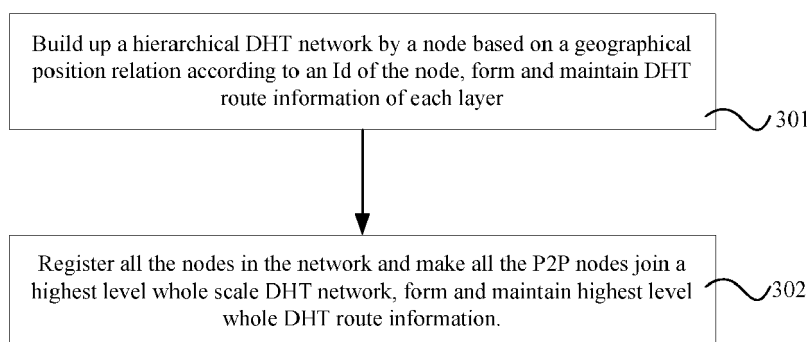 Build up a hierarchical DHT network by a node based on a geographical
position relation according to an Id of the node, form and maintain DHT
route information of each layer
301
Register all the nodes in the network and make all the P2P nodes join a
highest level whole scale DHT network, form and maintain highest level
whole DHT route information.
302